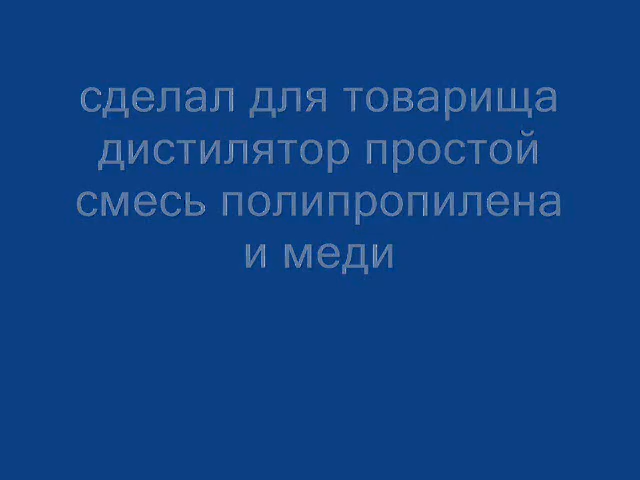 сделал для товарища
дистилятор простой
смесь полипропилена
и меди